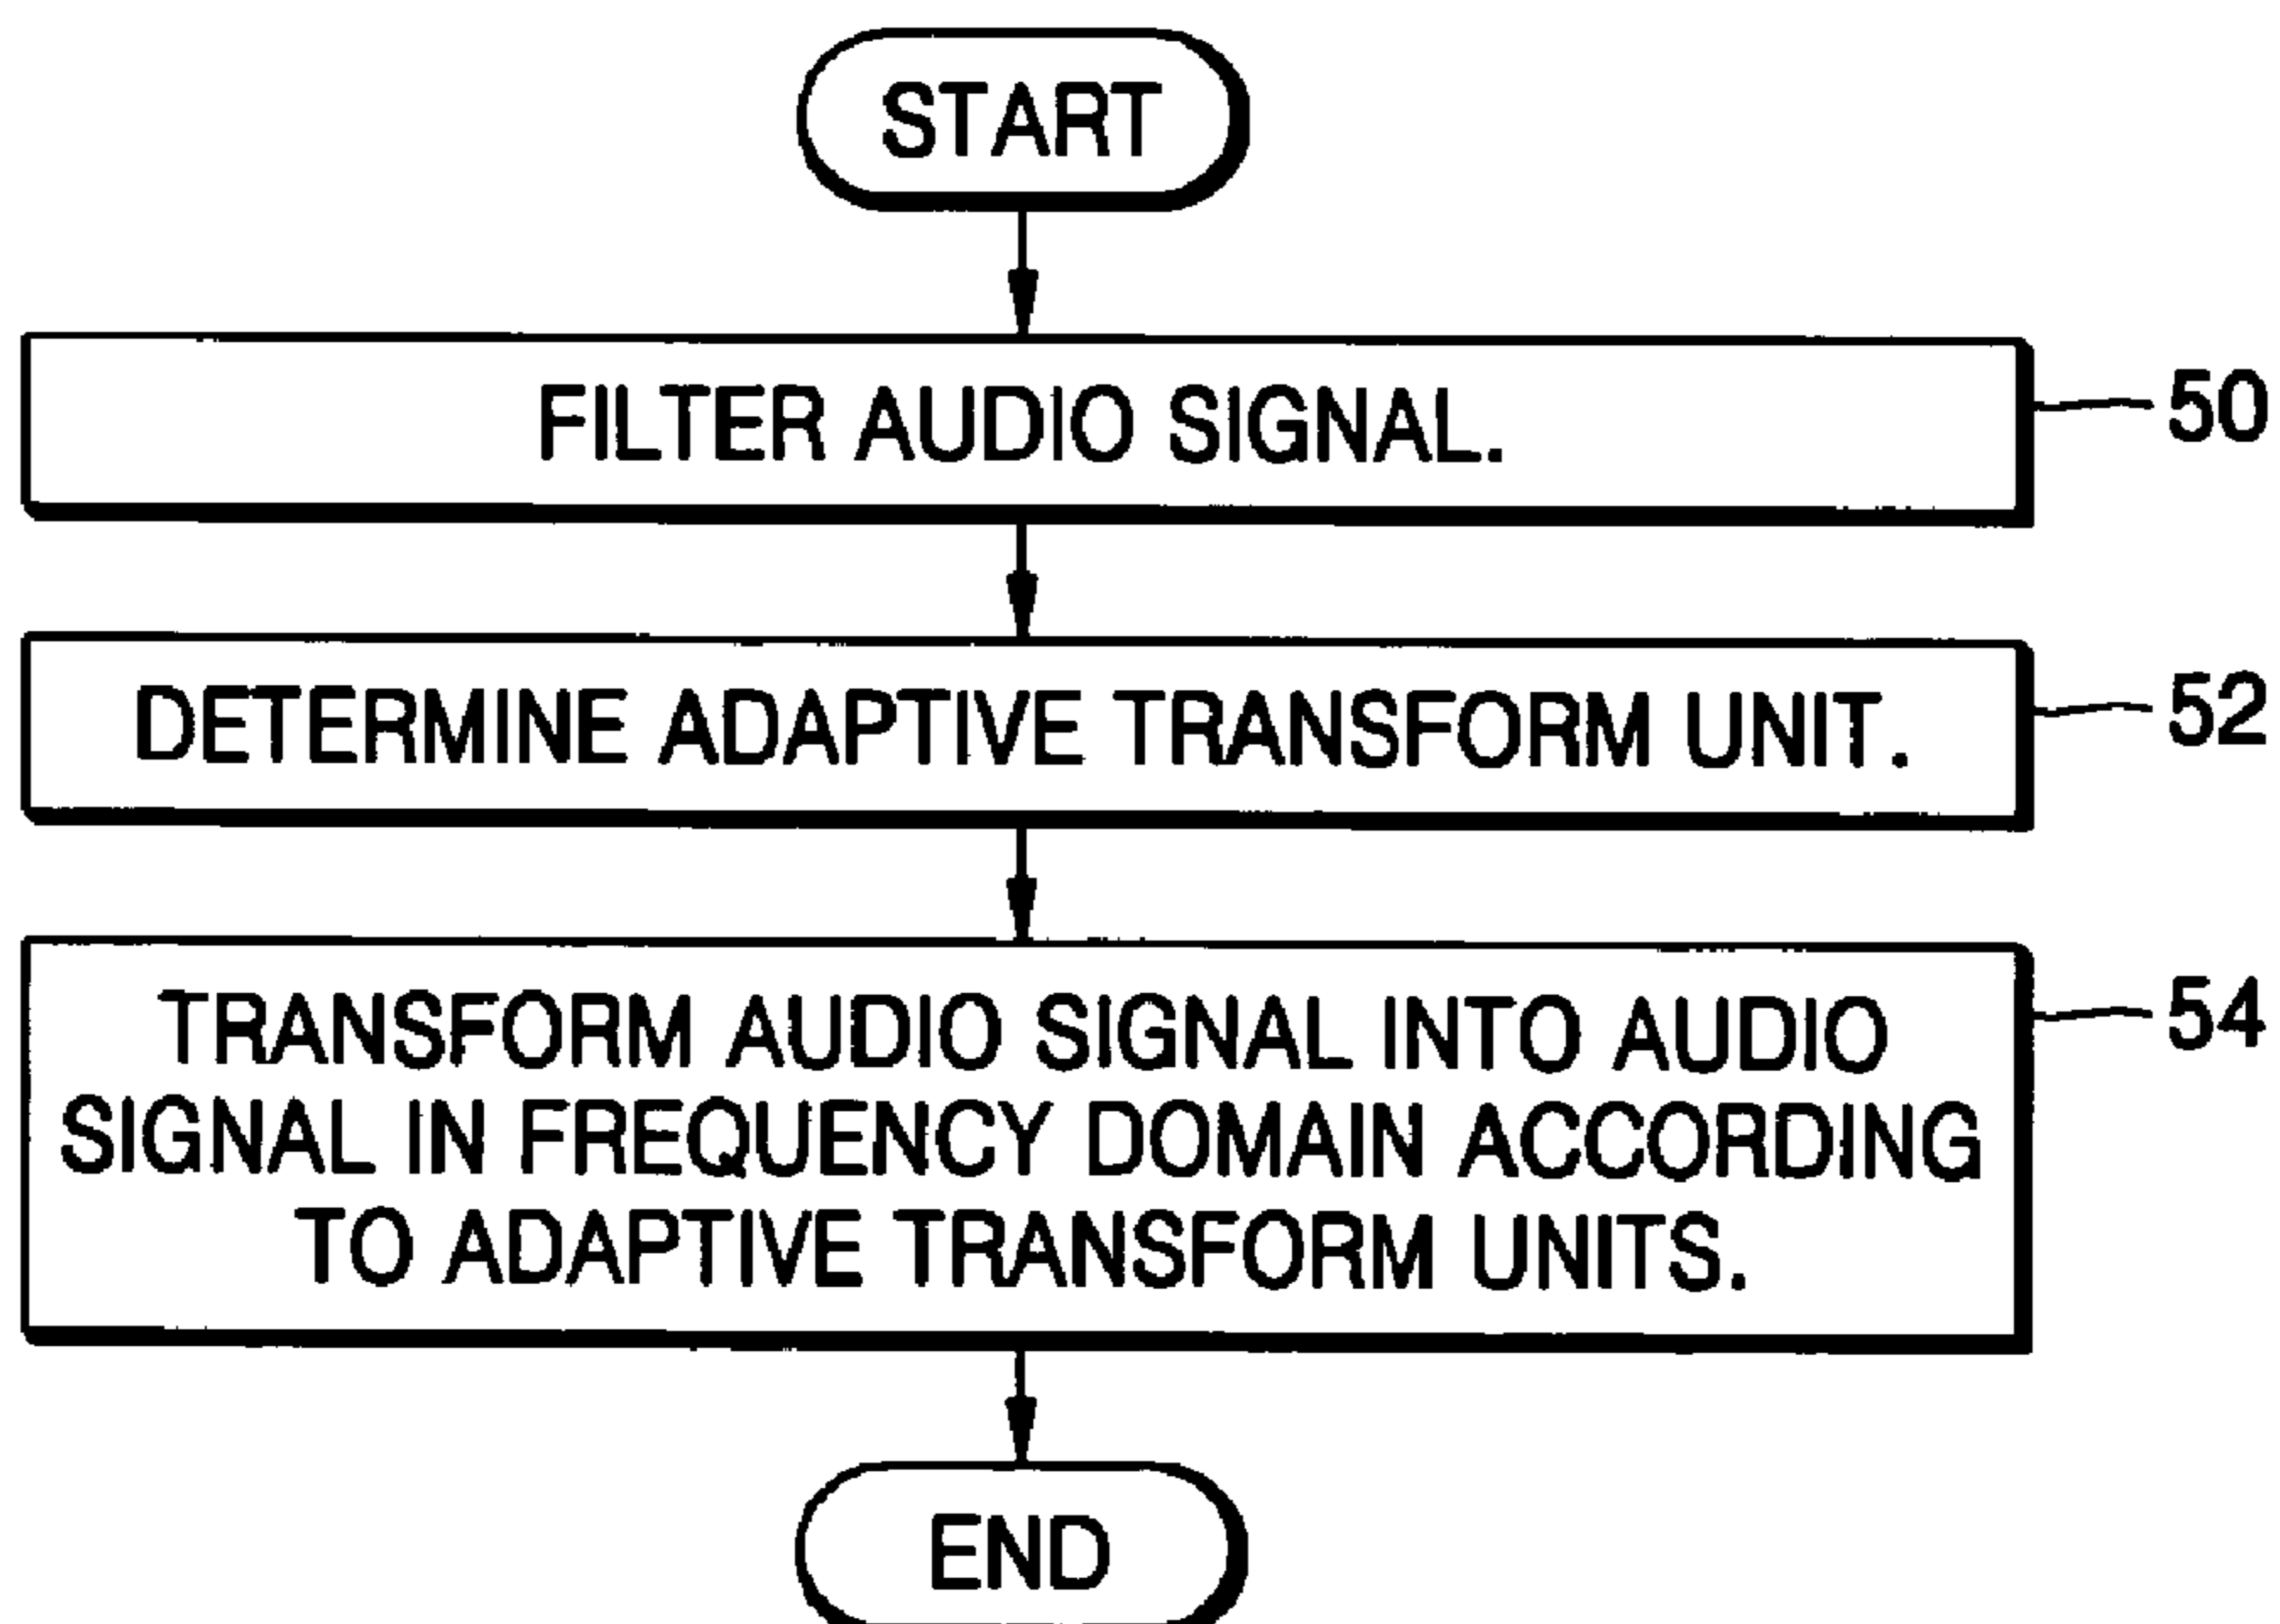 START
FILTER AUDIO SIGNAL.
50
DETERMINE ADAPTIVE TRANSFORM UNIT.
52
TRANSFORM AUDIO SIGNAL INTO AUDIO
SIGNAL IN FREQUENCY DOMAIN ACCORDING
TO ADAPTIVE TRANSFORM UNITS.
54
END